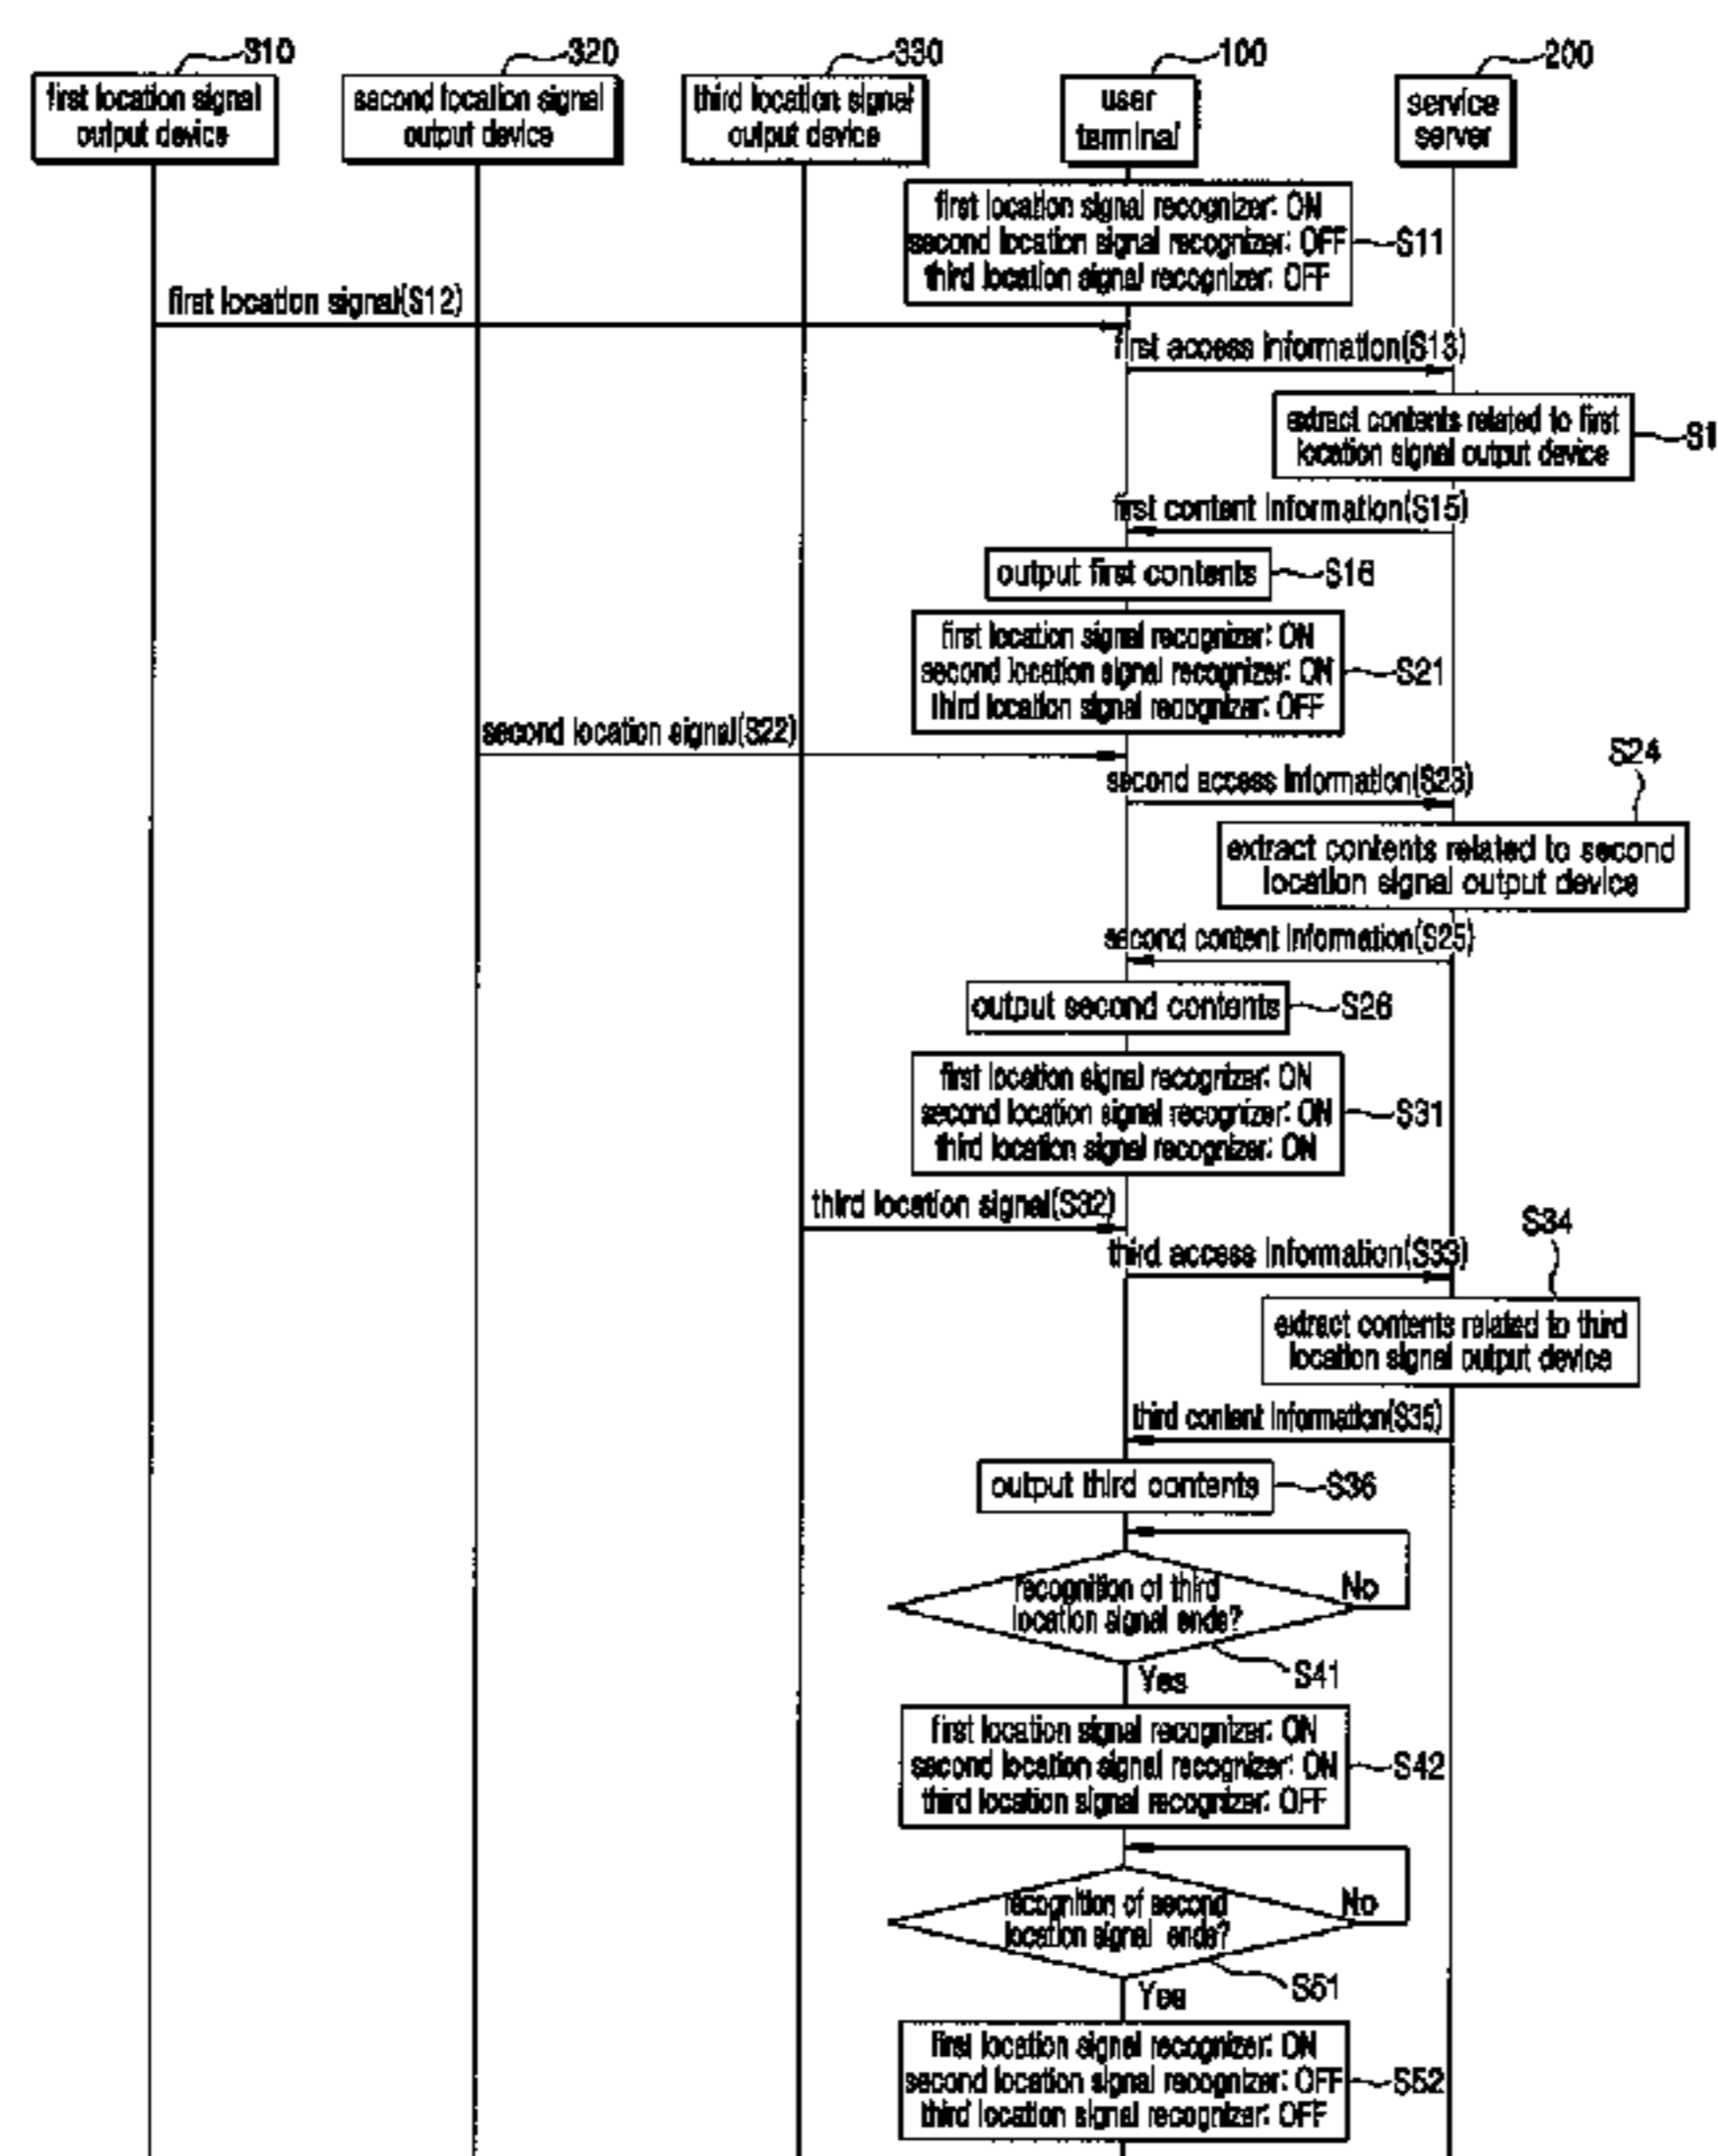 310
320
330
100
200
first location signal
output device
second location signal
output device
third location signal
output device
user
terminal
service
server
first location signal recognizer: ON
second location signal recognizer: OFF
third location signal recognizer: OFF
S11
first location signal(S12)
first access information(S13)
extract contents related to first
location signal output device
S1
first content information(S15)
output first contents
S16
first location signal recognizer: ON
second location signal recognizer: ON
third location signal recognizer: OFF
S21
second location signal(S22)
second access information(S23)
S24
extract contents related to second
location signal output device
second content information(S25)
output second contents
S26
first location signal recognizer: ON
second location signal recognizer: ON
third location signal recognizer: ON
S31
third location signal(S32)
third access information(S33)
S34
extract contents related to third
location signal output device
third content information(S35)
output third contents
S36
recognition of third
location signal ends?
No
S41
Yes
first location signal recognizer: ON
second location signal recognizer: ON
third location signal recognizer: OFF
S42
recognition of second
location signal ends?
No
S51
Yes
first location signal recognizer: ON
second location signal recognizer: OFF
third location signal recognizer: OFF
S52